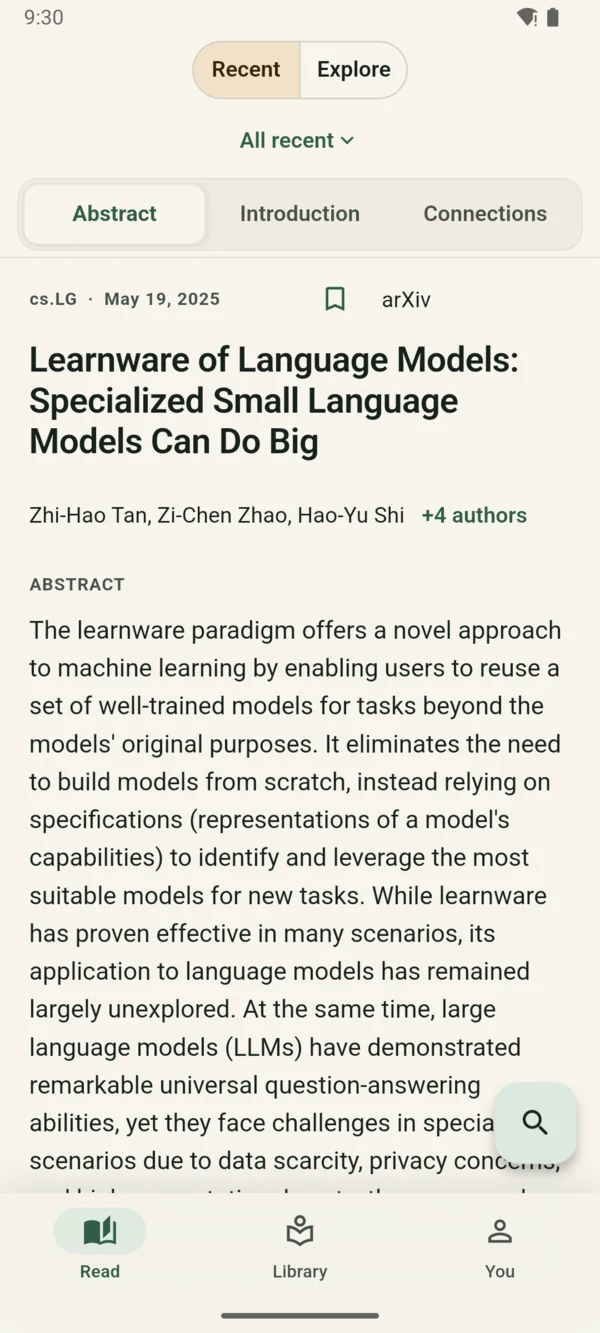 9:30
Recent
Explore
All recent
Abstract
Introduction
Connections
cs.LG · May 19, 2025
arXiv
Learnware of Language Models:
Specialized Small Language
Models Can Do Big
Zhi-Hao Tan, Zi-Chen Zhao, Hao-Yu Shi +4 authors
ABSTRACT
The learnware paradigm offers a novel approach
to machine learning by enabling users to reuse a
set of well-trained models for tasks beyond the
models' original purposes. It eliminates the need
to build models from scratch, instead relying on
specifications (representations of a model's
capabilities) to identify and leverage the most
suitable models for new tasks. While learnware
has proven effective in many scenarios, its
application to language models has remained
largely unexplored. At the same time, large
language models (LLMs) have demonstrated
remarkable universal question-answering
abilities, yet they face challenges in
scenarios due to data scarcity, privacy concerns,
Read
Library
You